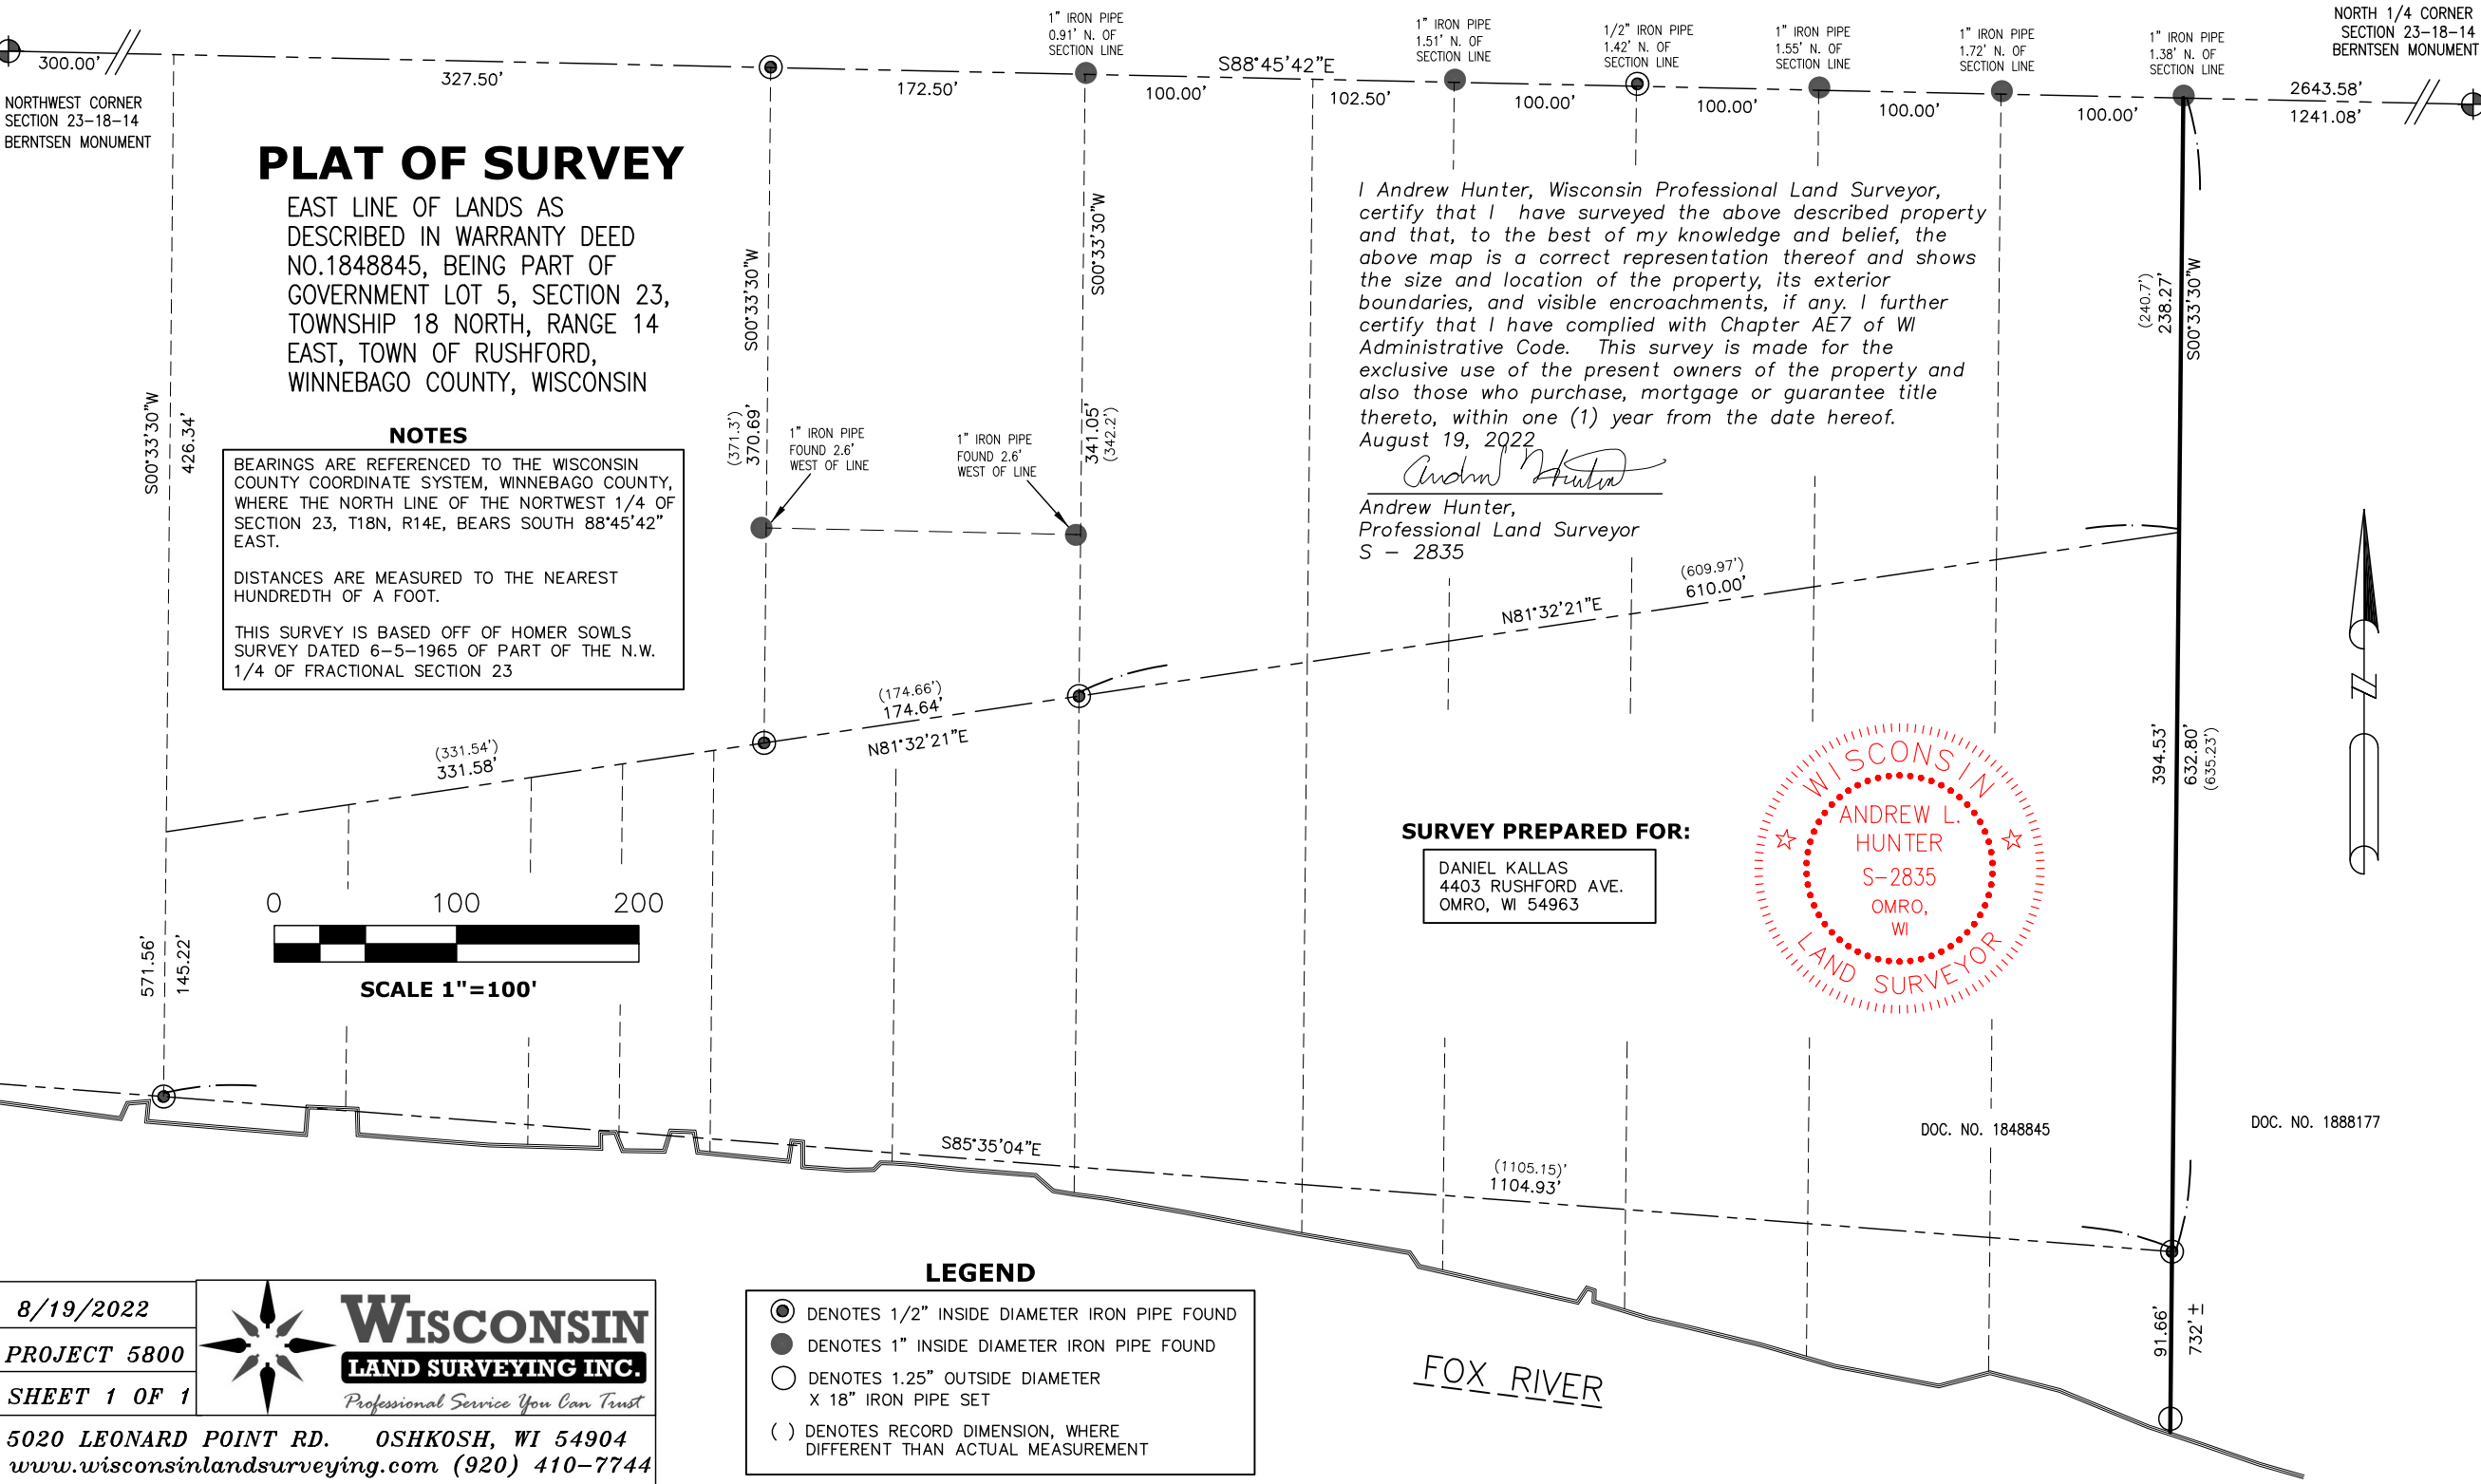 300.00'
NORTHWEST CORNER
SECTION 23-18-14
BERNTSEN MONUMENT
327.50'
172.50'
1" IRON PIPE
0.91' N. OF
SECTION LINE
100.00'
S88°45'42"E
102.50'
1" IRON PIPE
1.51' N. OF
SECTION LINE
100.00'
1/2" IRON PIPE
1.42' N. OF
SECTION LINE
100.00'
1" IRON PIPE
1.55' N. OF
SECTION LINE
100.00'
1" IRON PIPE
1.72' N. OF
SECTION LINE
100.00'
1" IRON PIPE
1.38' N. OF
SECTION LINE
NORTH 1/4 CORNER
SECTION 23-18-14
BERNTSEN MONUMENT
2643.58'
1241.08'
PLAT OF SURVEY
EAST LINE OF LANDS AS
DESCRIBED IN WARRANTY DEED
NO.1848845, BEING PART OF
GOVERNMENT LOT 5, SECTION 23,
TOWNSHIP 18 NORTH, RANGE 14
EAST, TOWN OF RUSHFORD,
WINNEBAGO COUNTY, WISCONSIN
NOTES
BEARINGS ARE REFERENCED TO THE WISCONSIN
COUNTY COORDINATE SYSTEM, WINNEBAGO COUNTY,
WHERE THE NORTH LINE OF THE NORTWEST 1/4 OF
SECTION 23, T18N, R14E, BEARS SOUTH 88°45'42"
EAST.
DISTANCES ARE MEASURED TO THE NEAREST
HUNDREDTH OF A FOOT.
THIS SURVEY IS BASED OFF OF HOMER SOWLS
SURVEY DATED 6-5-1965 OF PART OF THE N.W.
1/4 OF FRACTIONAL SECTION 23
S00°33'30"W
426.34'
S00°33'30"W
(371.3')
370.69'
S00°33'30"W
341.05'
(342.2')
1" IRON PIPE
FOUND 2.6'
WEST OF LINE
1" IRON PIPE
FOUND 2.6'
WEST OF LINE
I Andrew Hunter, Wisconsin Professional Land Surveyor,
certify that I have surveyed the above described property
and that, to the best of my knowledge and belief, the
above map is a correct representation thereof and shows
the size and location of the property, its exterior
boundaries, and visible encroachments, if any. I further
certify that I have complied with Chapter AE7 of WI
Administrative Code. This survey is made for the
exclusive use of the present owners of the property and
also those who purchase, mortgage or guarantee title
thereto, within one (1) year from the date hereof.
August 19, 2022
Andrew Hunter
Andrew Hunter,
Professional Land Surveyor
S - 2835
(240.7')
238.27'
S00°33'30"W
(609.97')
610.00'
N81°32'21"E
(174.66')
174.64'
N81°32'21"E
(331.54')
331.58'
N
394.53'
632.80'
(635.23')
0 100 200
SCALE 1"=100'
571.56'
145.22'
SURVEY PREPARED FOR:
DANIEL KALLAS
4403 RUSHFORD AVE.
OMRO, WI 54963
WISCONSIN
ANDREW L.
HUNTER
S-2835
OMRO,
WI
LAND SURVEYOR
DOC. NO. 1848845
DOC. NO. 1888177
S85°35'04"E
(1105.15)'
1104.93'
91.66'
732'±
FOX RIVER
LEGEND
DENOTES 1/2" INSIDE DIAMETER IRON PIPE FOUND
DENOTES 1" INSIDE DIAMETER IRON PIPE FOUND
DENOTES 1.25" OUTSIDE DIAMETER
X 18" IRON PIPE SET
( ) DENOTES RECORD DIMENSION, WHERE
DIFFERENT THAN ACTUAL MEASUREMENT
8/19/2022
PROJECT 5800
SHEET 1 OF 1
WISCONSIN
LAND SURVEYING INC.
Professional Service You Can Trust
5020 LEONARD POINT RD. OSHKOSH, WI 54904
www.wisconsinlandsurveying.com (920) 410-7744